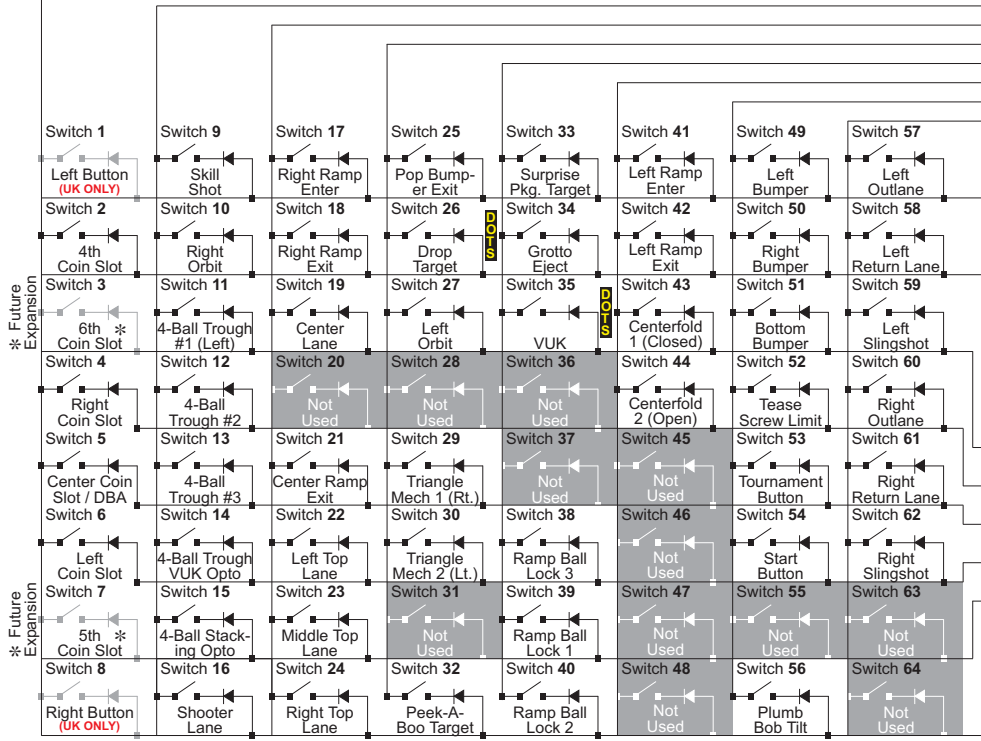 Switch 1
Left Button
(UK ONLY)
Switch 9
Skill
Shot
Switch 17
Right Ramp
Enter
Switch 25
Pop Bump-
er Exit
Switch 33
Surprise
Pkg. Target
Switch 41
Left Ramp
Enter
Switch 49
Left
Bumper
Switch 57
Left
Outlane
Switch 2
4th
Coin Slot
Switch 10
Right
Orbit
Switch 18
Right Ramp
Exit
Switch 26
Drop
Target
DOTS
Switch 34
Grotto
Eject
Switch 42
Left Ramp
Exit
Switch 50
Right
Bumper
Switch 58
Left
Return Lane
✻ Future
Expansion
Switch 3
6th ✻
Coin Slot
Switch 11
4-Ball Trough
#1 (Left)
Switch 19
Center
Lane
Switch 27
Left
Orbit
Switch 35
VUK
DOTS
Switch 43
Centerfold
1 (Closed)
Switch 51
Bottom
Bumper
Switch 59
Left
Slingshot
Switch 4
Right
Coin Slot
Switch 12
4-Ball
Trough #2
Switch 20
Not
Used
Switch 28
Not
Used
Switch 36
Not
Used
Switch 44
Centerfold
2 (Open)
Switch 52
Tease
Screw Limit
Switch 60
Right
Outlane
Switch 5
Center Coin
Slot / DBA
Switch 13
4-Ball
Trough #3
Switch 21
Center Ramp
Exit
Switch 29
Triangle
Mech 1 (Rt.)
Switch 37
Not
Used
Switch 45
Not
Used
Switch 53
Tournament
Button
Switch 61
Right
Return Lane
Switch 6
Left
Coin Slot
Switch 14
4-Ball Trough
VUK Opto
Switch 22
Left Top
Lane
Switch 30
Triangle
Mech 2 (Lt.)
Switch 38
Ramp Ball
Lock 3
Switch 46
Not
Used
Switch 54
Start
Button
Switch 62
Right
Slingshot
✻ Future
Expansion
Switch 7
5th ✻
Coin Slot
Switch 15
4-Ball Stack-
ing Opto
Switch 23
Middle Top
Lane
Switch 31
Not
Used
Switch 39
Ramp Ball
Lock 1
Switch 47
Not
Used
Switch 55
Not
Used
Switch 63
Not
Used
Switch 8
Right Button
(UK ONLY)
Switch 16
Shooter
Lane
Switch 24
Right Top
Lane
Switch 32
Peek-A-
Boo Target
Switch 40
Ramp Ball
Lock 2
Switch 48
Not
Used
Switch 56
Plumb
Bob Tilt
Switch 64
Not
Used